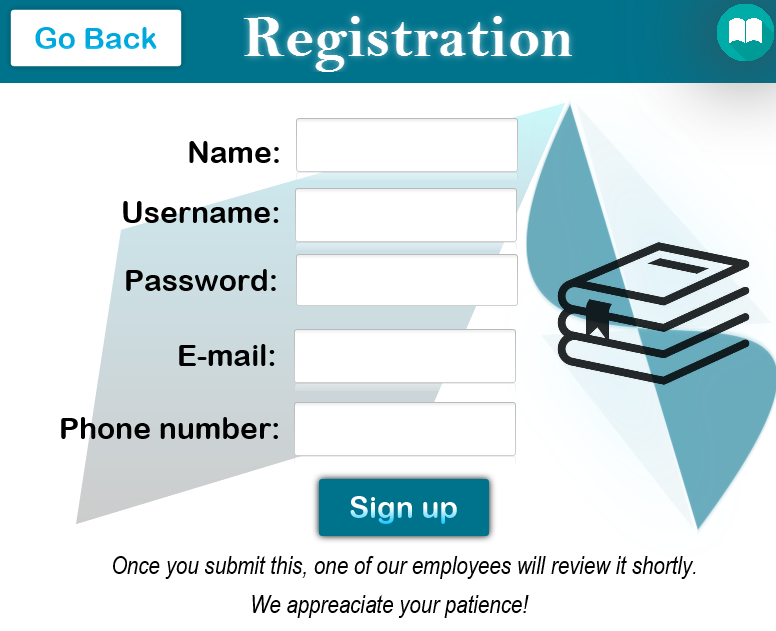 Go Back
Registration
Name:
Username:
Password:
E-mail:
Phone number:
Sign up
Once you submit this, one of our employees will review it shortly.
We appreaciate your patience!